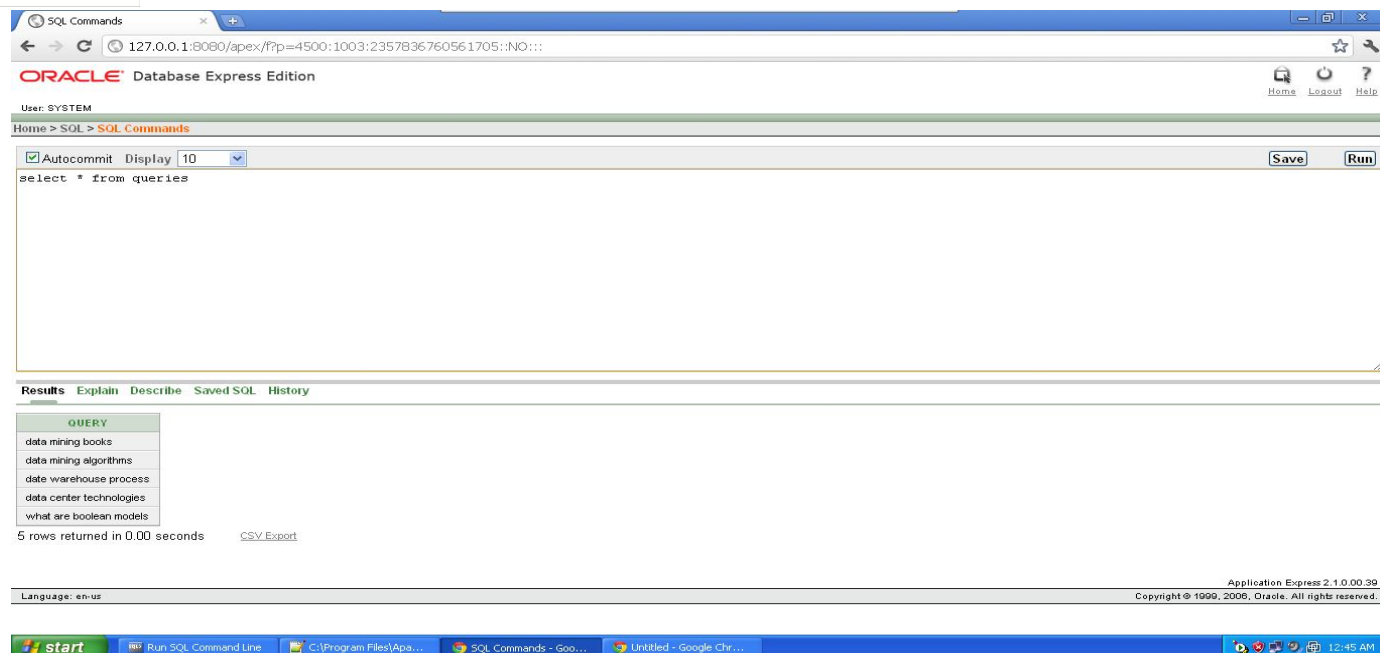 SQL Commands
127.0.0.1:8080/apex/f?p=4500:1003:2357836760561705::NO:::
ORACLE Database Express Edition
Home Logout Help
User: SYSTEM
Home > SQL > SQL Commands
Autocommit Display 10
Save Run
select * from queries
Results Explain Describe Saved SQL History
QUERY
data mining books
data mining algorithms
date warehouse process
data center technologies
what are boolean models
5 rows returned in 0.00 seconds CSV Export
Application Express 2.1.0.00.39
Language: en-us Copyright © 1999, 2006, Oracle. All rights reserved.
start Run SQL Command Line C:\Program Files\Apa... SQL Commands - Goo... Untitled - Google Chr... 12:45 AM